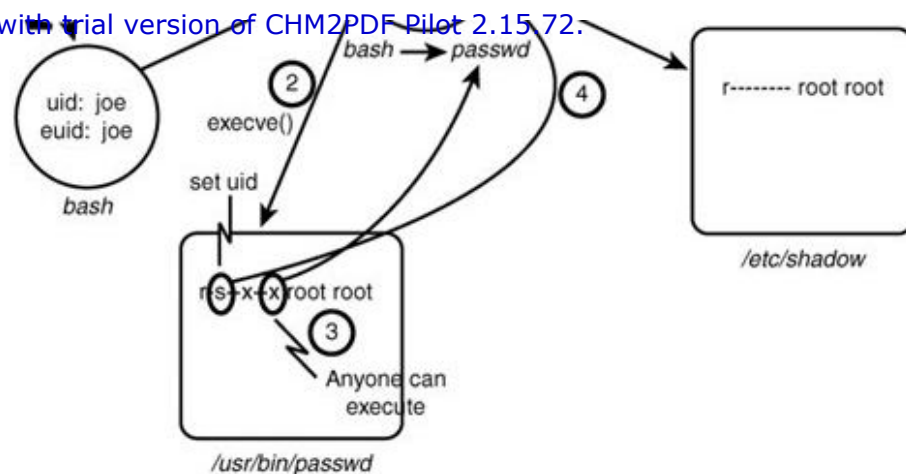 with trial version of CHM2PDF Pilot 2.15.72.
bash passwd
2
4
uid: joe
euid: joe
r-------- root root
execve()
bash
set uid
/etc/shadow
r-s--x--x root root
3
Anyone can
execute
/usr/bin/passwd